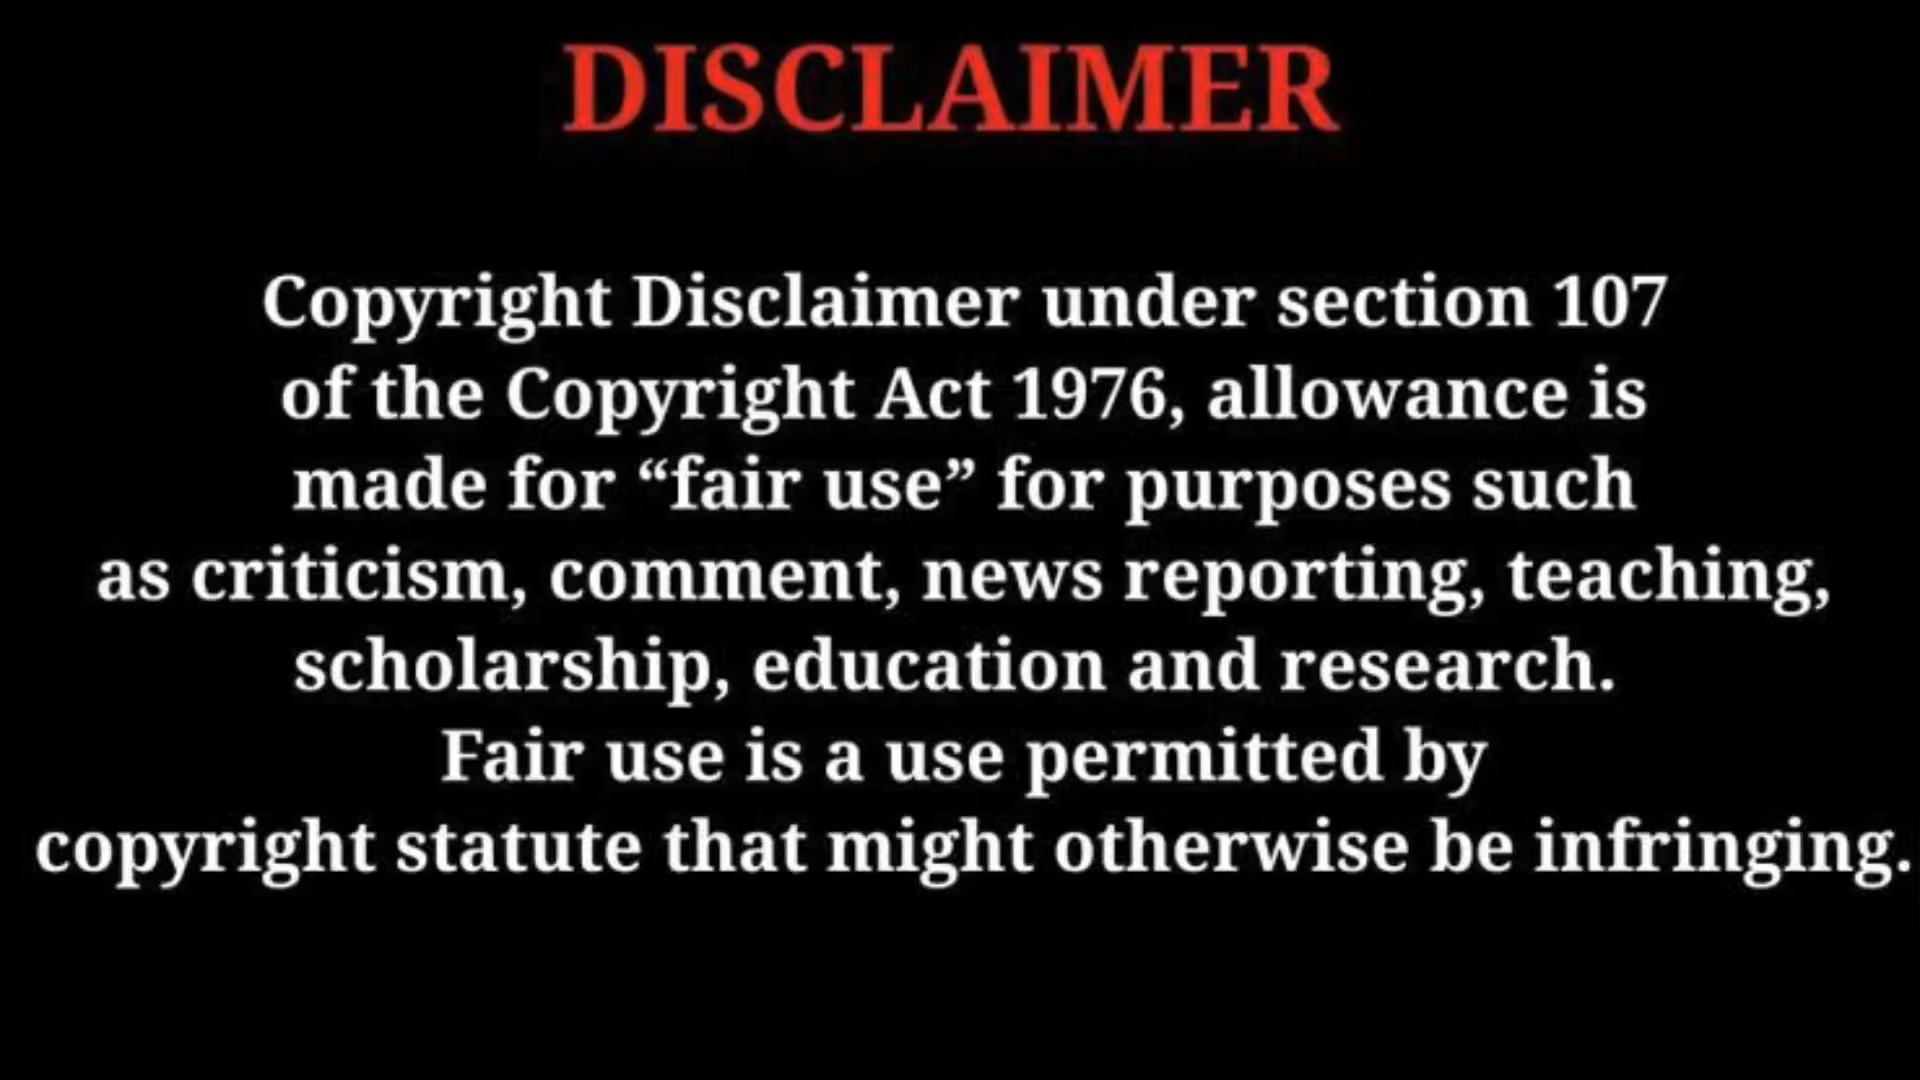 DISCLAIMER
Copyright Disclaimer under section 107
of the Copyright Act 1976, allowance is
made for “fair use” for purposes such
as criticism, comment, news reporting, teaching,
scholarship, education and research.
Fair use is a use permitted by
copyright statute that might otherwise be infringing.